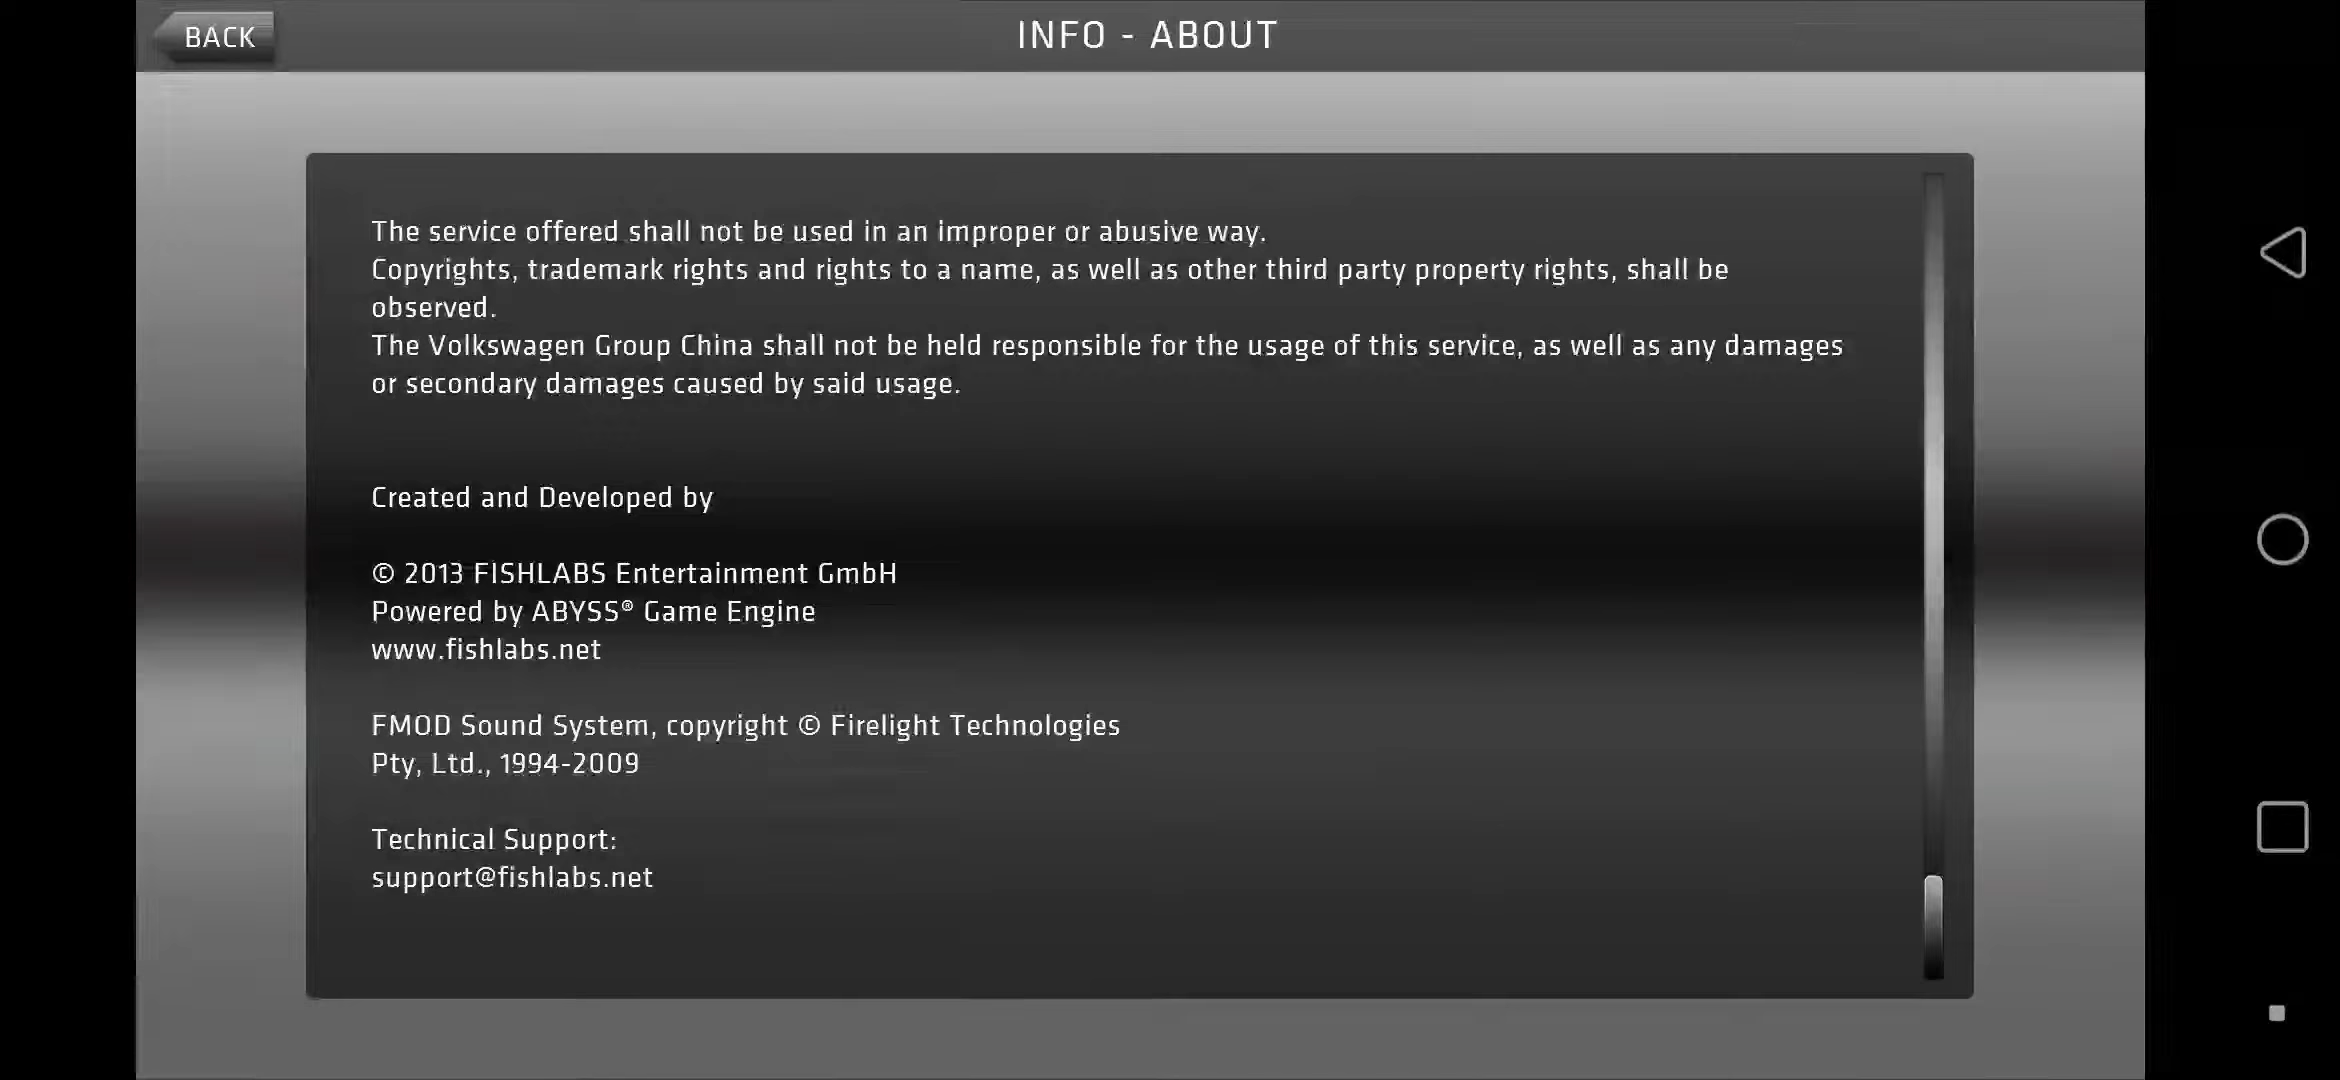 BACK
INFO - ABOUT
The service offered shall not be used in an improper or abusive way.
Copyrights, trademark rights and rights to a name, as well as other third party property rights, shall be
observed.
The Volkswagen Group China shall not be held responsible for the usage of this service, as well as any damages
or secondary damages caused by said usage.
Created and Developed by
© 2013 FISHLABS Entertainment GmbH
Powered by ABYSS® Game Engine
www.fishlabs.net
FMOD Sound System, copyright © Firelight Technologies
Pty, Ltd., 1994-2009
Technical Support:
support@fishlabs.net